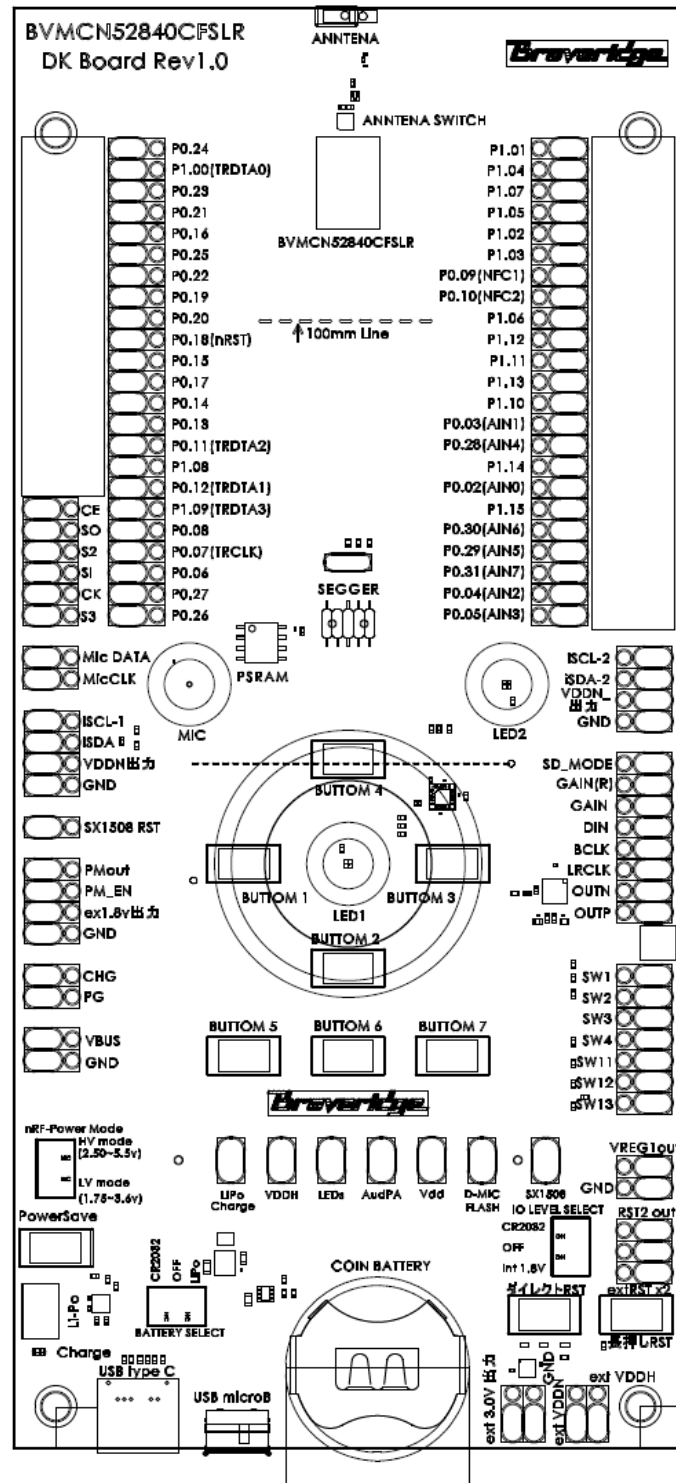 BVMCN52840CFSLR
DK Board Rev1.0
ANNTENA
Braveridge
ANNTENA SWITCH
BVMCN52840CFSLR
100mm Line
P0.24
P1.00(TRDTA0)
P0.23
P0.21
P0.16
P0.25
P0.22
P0.19
P0.20
P0.18(nRST)
P0.15
P0.17
P0.14
P0.13
P0.11(TRDTA2)
P1.08
P0.12(TRDTA1)
P1.09(TRDTA3)
P0.08
P0.07(TRCLK)
P0.06
P0.27
P0.26
P1.01
P1.04
P1.07
P1.05
P1.02
P1.03
P0.09(NFC1)
P0.10(NFC2)
P1.06
P1.12
P1.11
P1.13
P1.10
P0.03(AIN1)
P0.28(AIN4)
P1.14
P0.02(AIN0)
P1.15
P0.30(AIN6)
P0.29(AIN5)
P0.31(AIN7)
P0.04(AIN2)
P0.05(AIN3)
CE
SO
S2
SI
CK
S3
SEGGER
PSRAM
MIC
LED2
Mic DATA
MicCLK
ISCL-1
ISDA
VDDN出力
GND
SX1508 RST
PMout
PM_EN
ex1.8v出力
GND
CHG
PG
VBUS
GND
ISCL-2
ISDA-2
VDDN_
出力
GND
SD_MODE
GAIN(R)
GAIN
DIN
BCLK
LRCLK
OUTN
OUTP
SW1
SW2
SW3
SW4
SW11
SW12
SW13
BUTTOM 4
BUTTOM 1
BUTTOM 3
LED1
BUTTOM 2
BUTTOM 5
BUTTOM 6
BUTTOM 7
Braveridge
nRF-Power Mode
HV mode
(2.50~5.5v)
LV mode
(1.75~3.6v)
LiPo
Charge
VDDH
LEDs
AudPA
Vdd
D-MIC
FLASH
SX1508
IO LEVEL SELECT
CR2032
OFF
Int 1.8V
VREG1out
GND
RST2 out
PowerSave
Li-Po
Charge
CR2032
OFF
LiPo
BATTERY SELECT
COIN BATTERY
ダイレクトRST
extRST x2
長押しRST
USB type C
USB microB
ext 3.0V 出力
GND
ext VDDN
ext VDDH